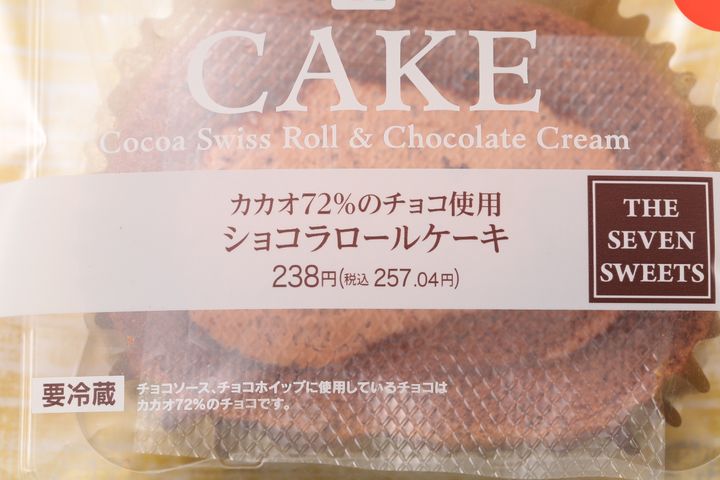 CAKE
Cocoa Swiss Roll & Chocolate Cream
カカオ72%のチョコ使用
ショコラロールケーキ
238円(税込 257.04円)
THE
SEVEN
SWEETS
要冷蔵
チョコソース、チョコホイップに使用しているチョコは
カカオ72%のチョコです。